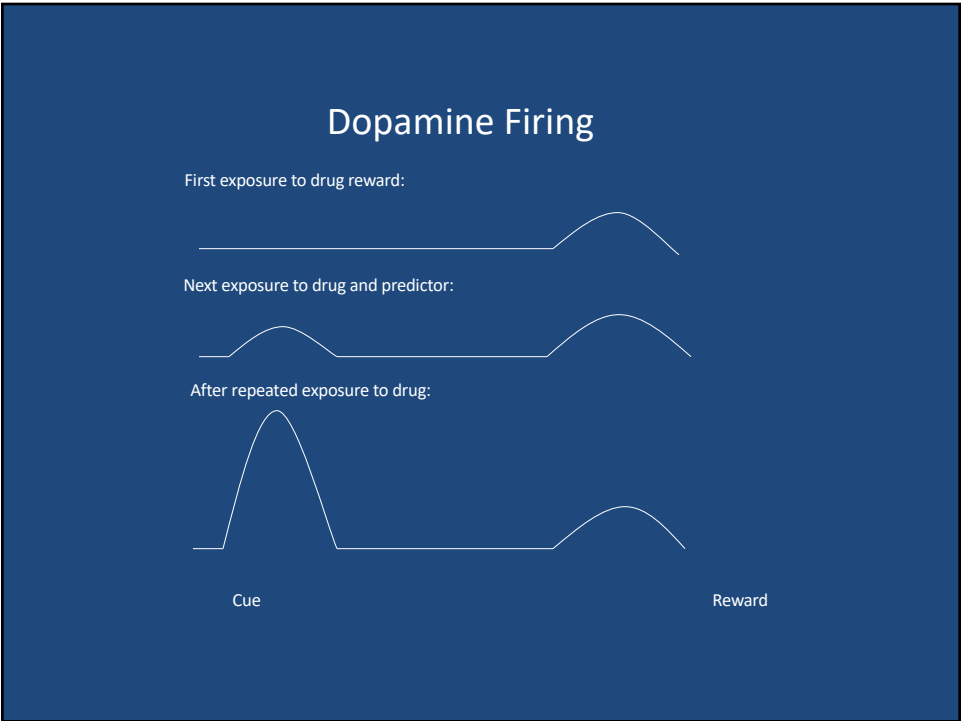 Dopamine Firing
First exposure to drug reward:
Next exposure to drug and predictor:
After repeated exposure to drug:
Cue Reward